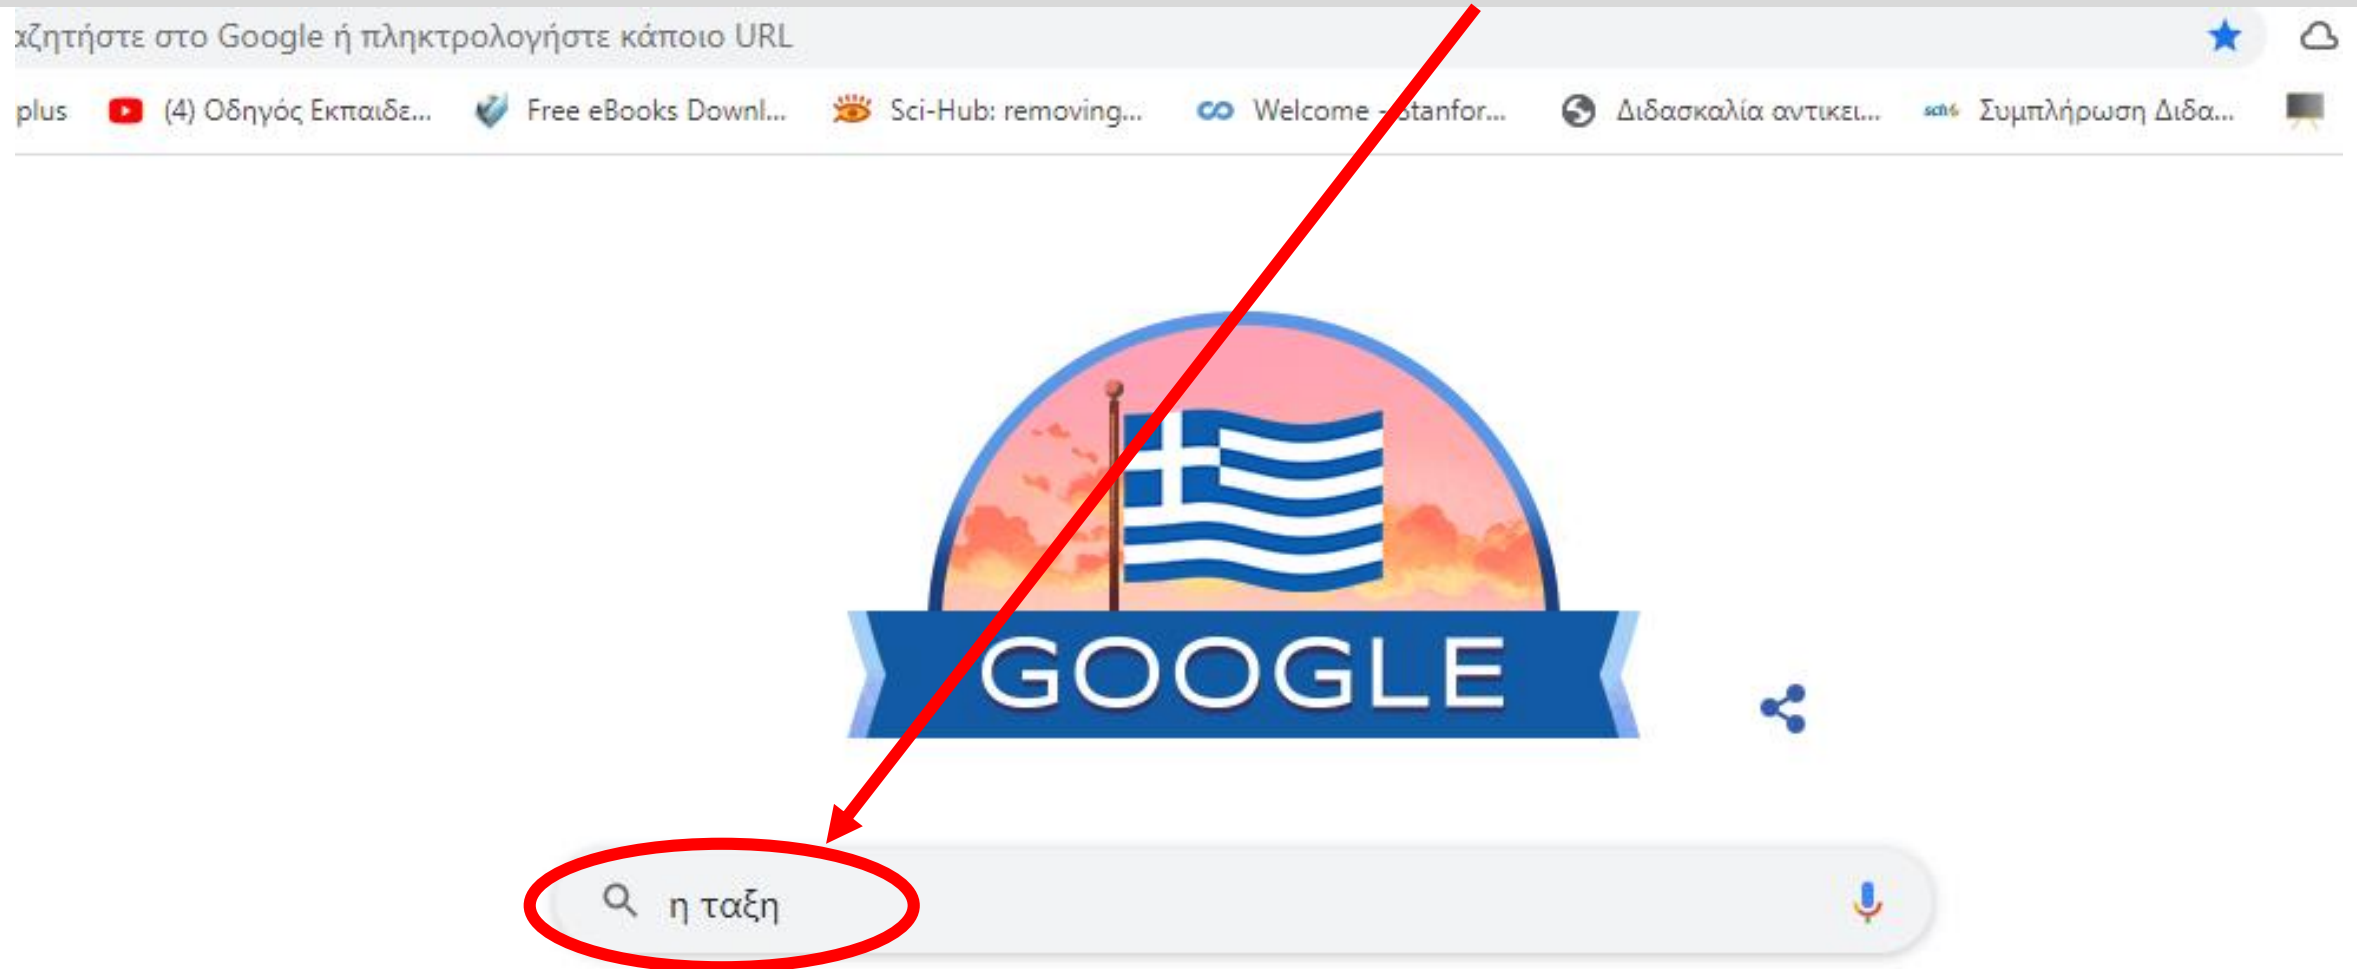 αζητήστε στο Google ή πληκτρολογήστε κάποιο URL
plus (4) Οδηγός Εκπαιδε... Free eBooks Downl... Sci-Hub: removing... Welcome - Stanfor... Διδασκαλία αντικει... sch Συμπλήρωση Διδα...
GOOGLE
η ταξη